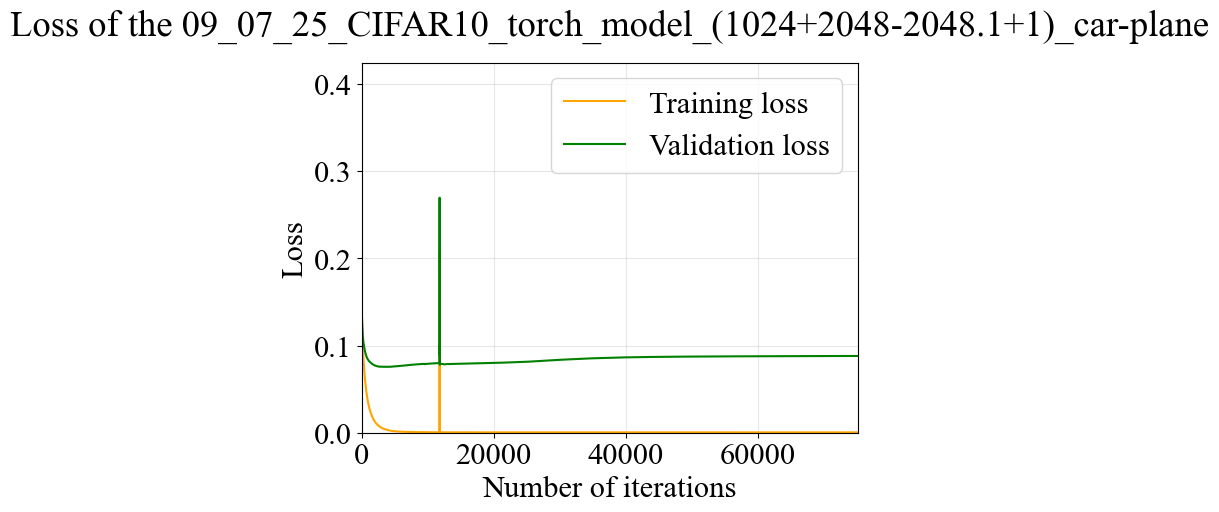 Loss of the 09_07_25_CIFAR10_torch_model_(1024+2048-2048.1+1)_car-plane
Training loss
Validation loss
Loss
0.4
0.3
0.2
0.1
0.0
0
20000
40000
60000
Number of iterations